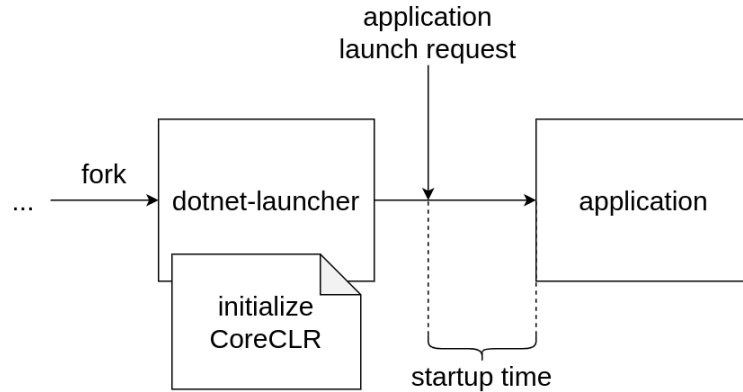 application
launch request
fork
...
dotnet-launcher
application
initialize
CoreCLR
startup time